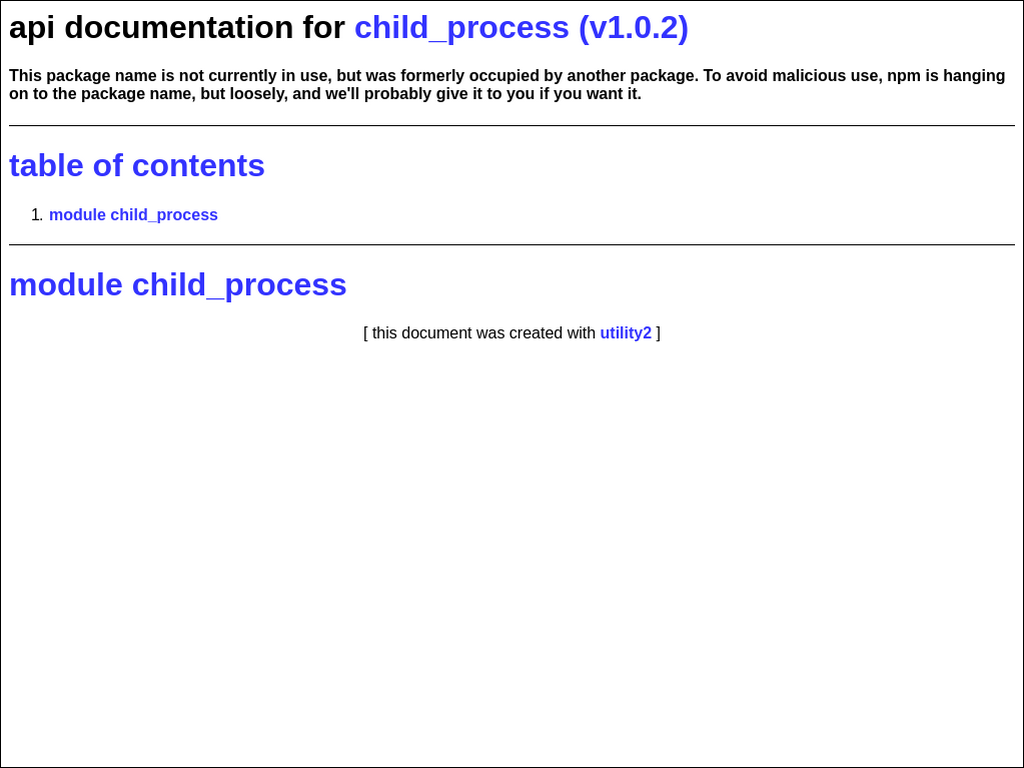 api documentation for child_process (v1.0.2)
This package name is not currently in use, but was formerly occupied by another package. To avoid malicious use, npm is hanging
on to the package name, but loosely, and we'll probably give it to you if you want it.
table of contents
1. module child_process
module child_process
[ this document was created with utility2 ]